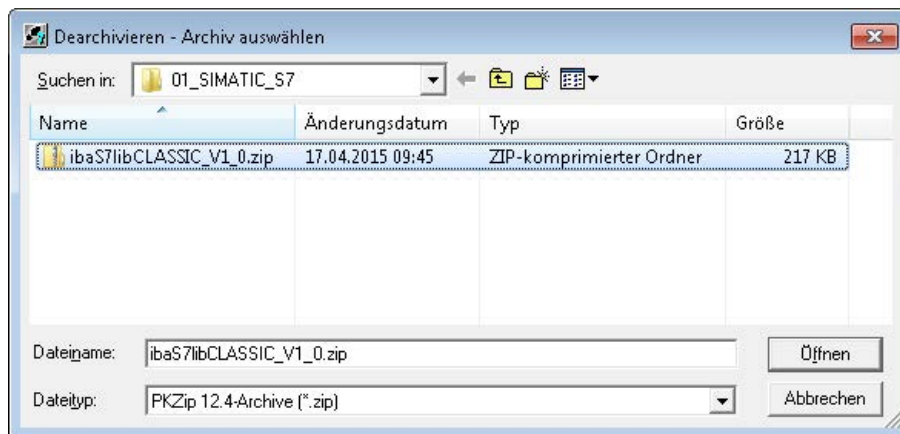 Dearchivieren - Archiv auswählen
Suchen in: 01_SIMATIC_S7
Name Änderungsdatum Typ Größe
ibaS7libCLASSIC_V1_0.zip 17.04.2015 09:45 ZIP-komprimierter Ordner 217 KB
Dateiname: ibaS7libCLASSIC_V1_0.zip Öffnen
Dateityp: PKZip 12.4-Archive (*.zip) Abbrechen